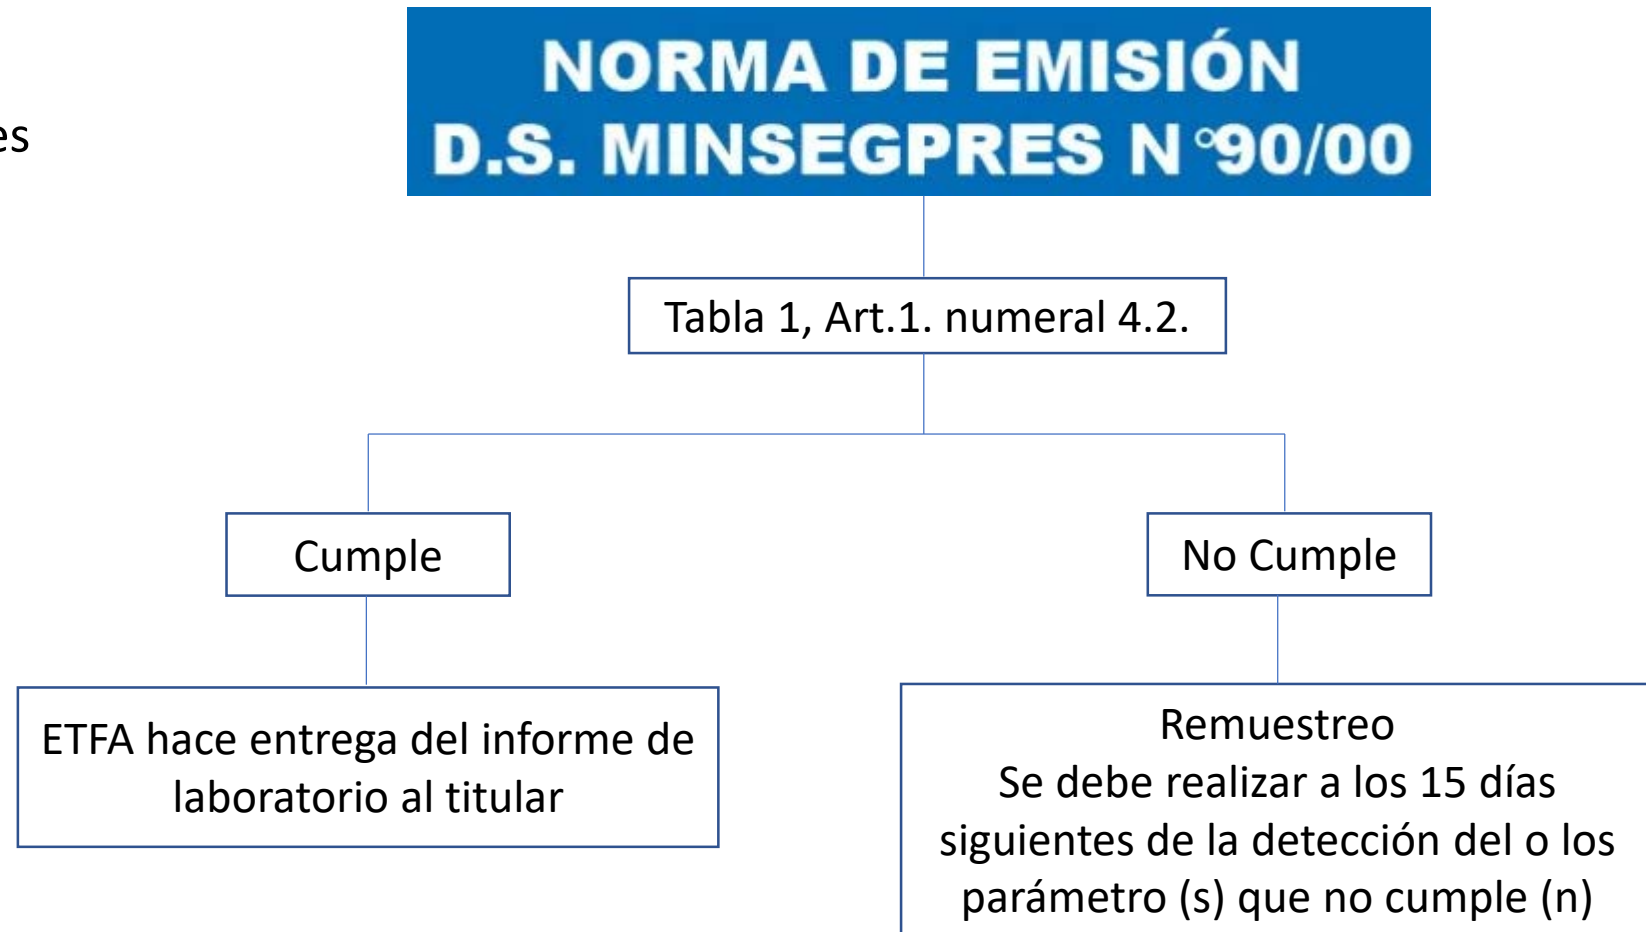 NORMA DE EMISIÓN
D.S. MINSEGPRES N°90/00
es
Tabla 1, Art.1. numeral 4.2.
Cumple
No Cumple
ETFA hace entrega del informe de
laboratorio al titular
Remuestreo
Se debe realizar a los 15 días
siguientes de la detección del o los
parámetro (s) que no cumple (n)